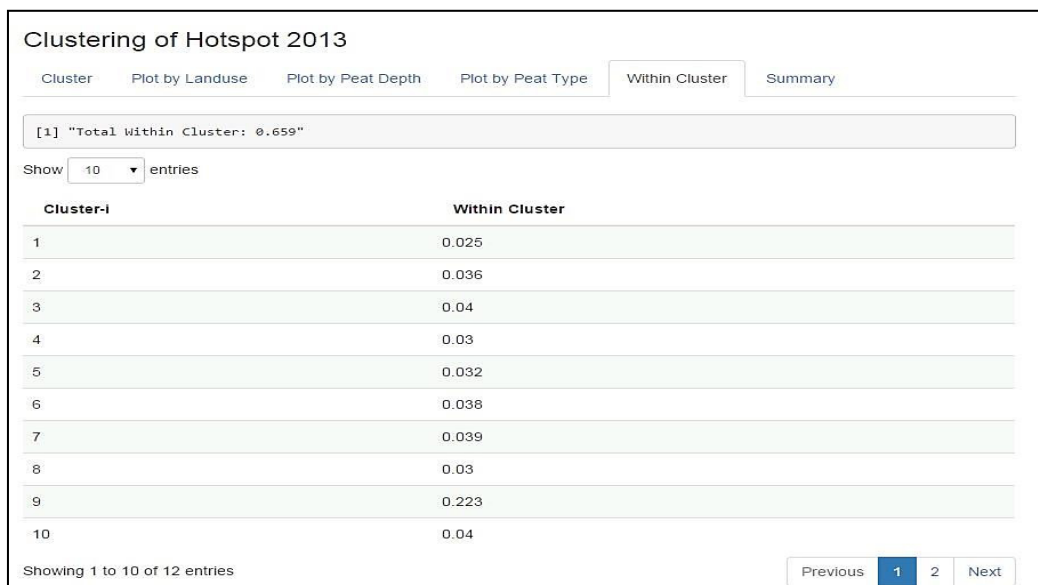 Clustering of Hotspot 2013
Cluster Plot by Landuse Plot by Peat Depth Plot by Peat Type Within Cluster Summary
[1] "Total Within Cluster: 0.659"
Show 10 entries
Cluster-i Within Cluster
1 0.025
2 0.036
3 0.04
4 0.03
5 0.032
6 0.038
7 0.039
8 0.03
9 0.223
10 0.04
Showing 1 to 10 of 12 entries Previous 1 2 Next